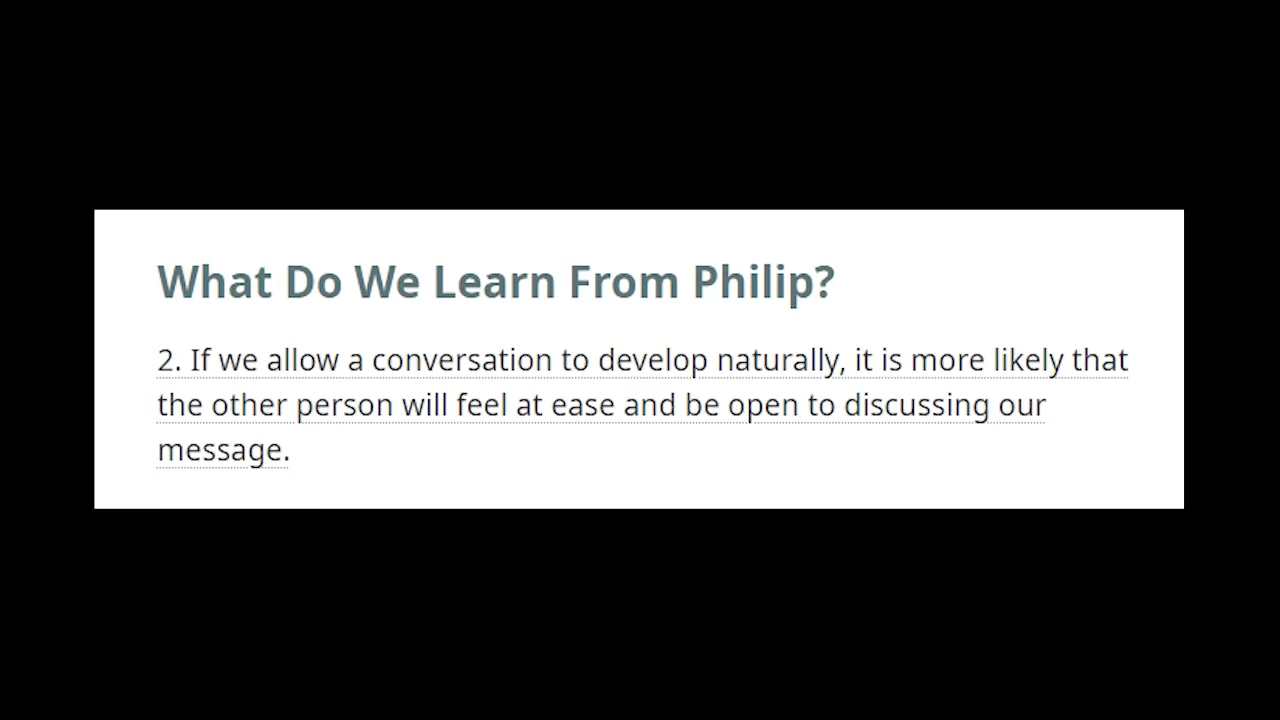 What Do We Learn From Philip?
2. If we allow a conversation to develop naturally, it is more likely that
the other person will feel at ease and be open to discussing our
message.